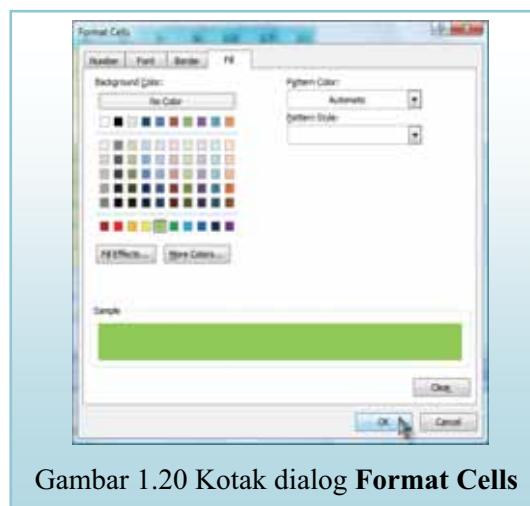 Format Cells
Number Font Border Fill
Background Color:
No Color
Pattern Color:
Automatic
Pattern Style:
Fill Effects... More Colors...
Sample
Clear
OK Cancel
Gambar 1.20 Kotak dialog Format Cells